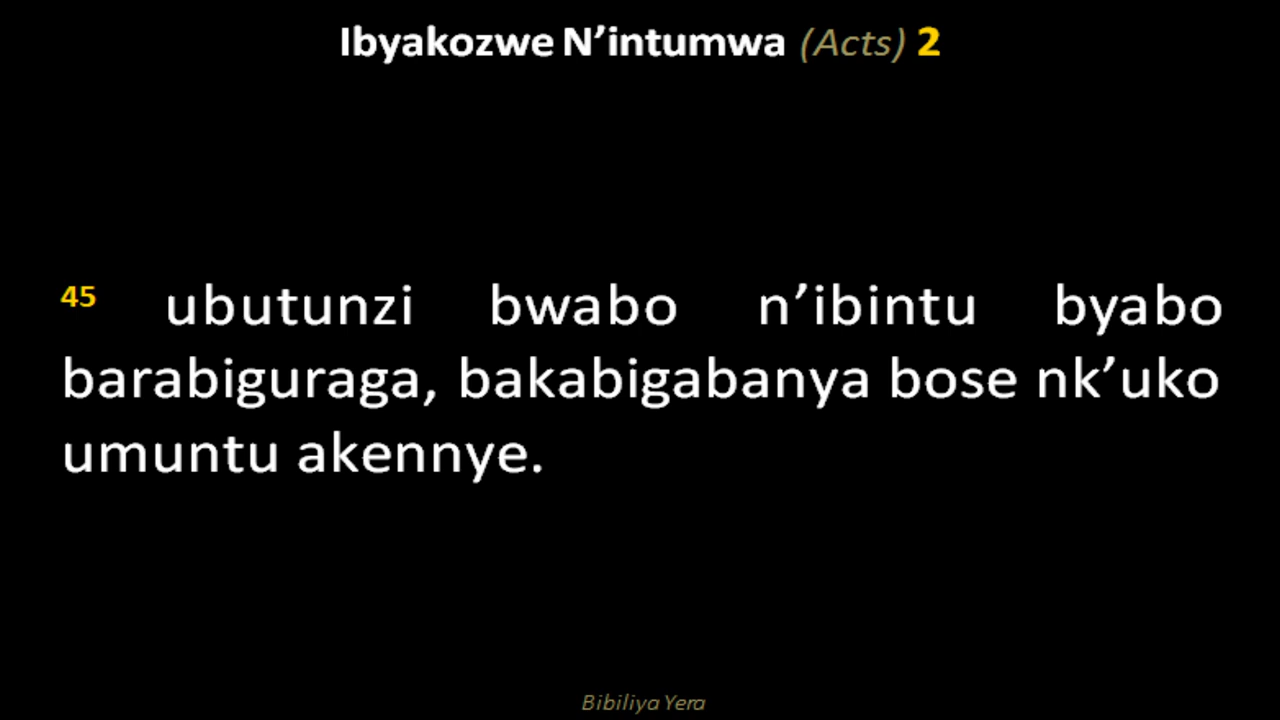 Ibyakozwe N’intumwa (Acts) 2
45 ubutunzi bwabo n’ibintu byabo
barabiguraga, bakabigabanya bose nk’uko
umuntu akennye.
Bibiliya Yera